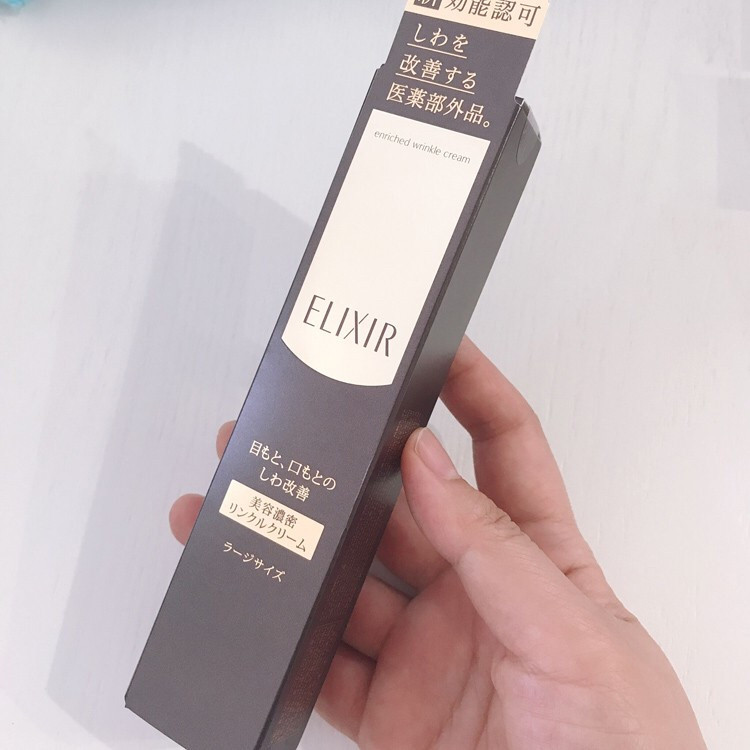 効能認可
しわを
改善する
医薬部外品。
enriched wrinkle cream
ELIXIR
目もと、口もとの
しわ改善
美容濃密
リンクルクリーム
ラージサイズ